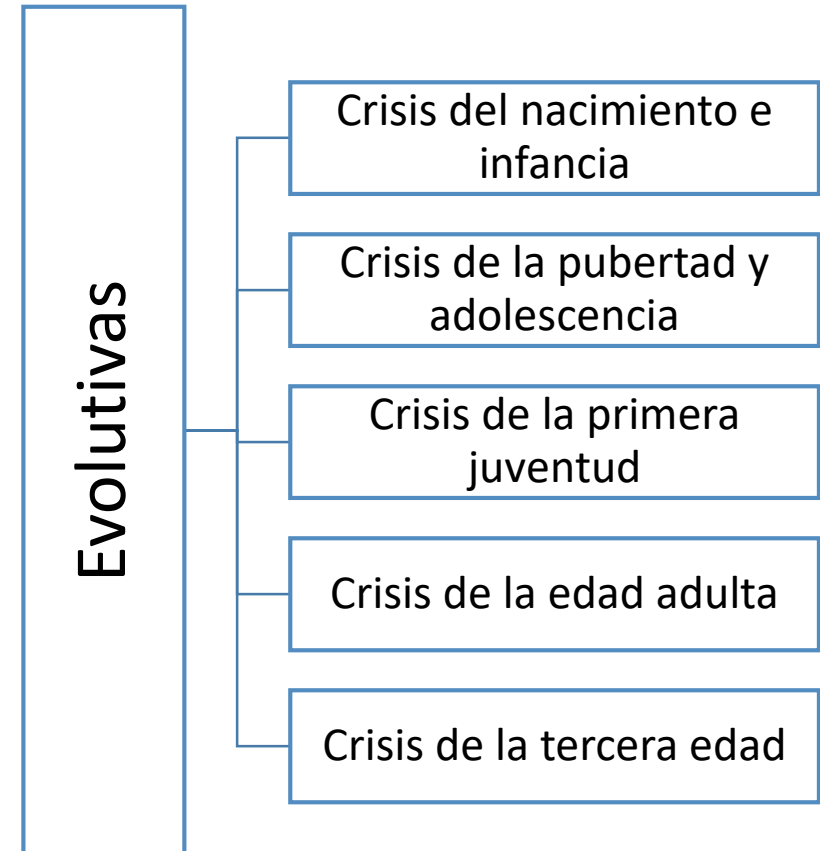 Evolutivas
Crisis del nacimiento e
infancia
Crisis de la pubertad y
adolescencia
Crisis de la primera
juventud
Crisis de la edad adulta
Crisis de la tercera edad